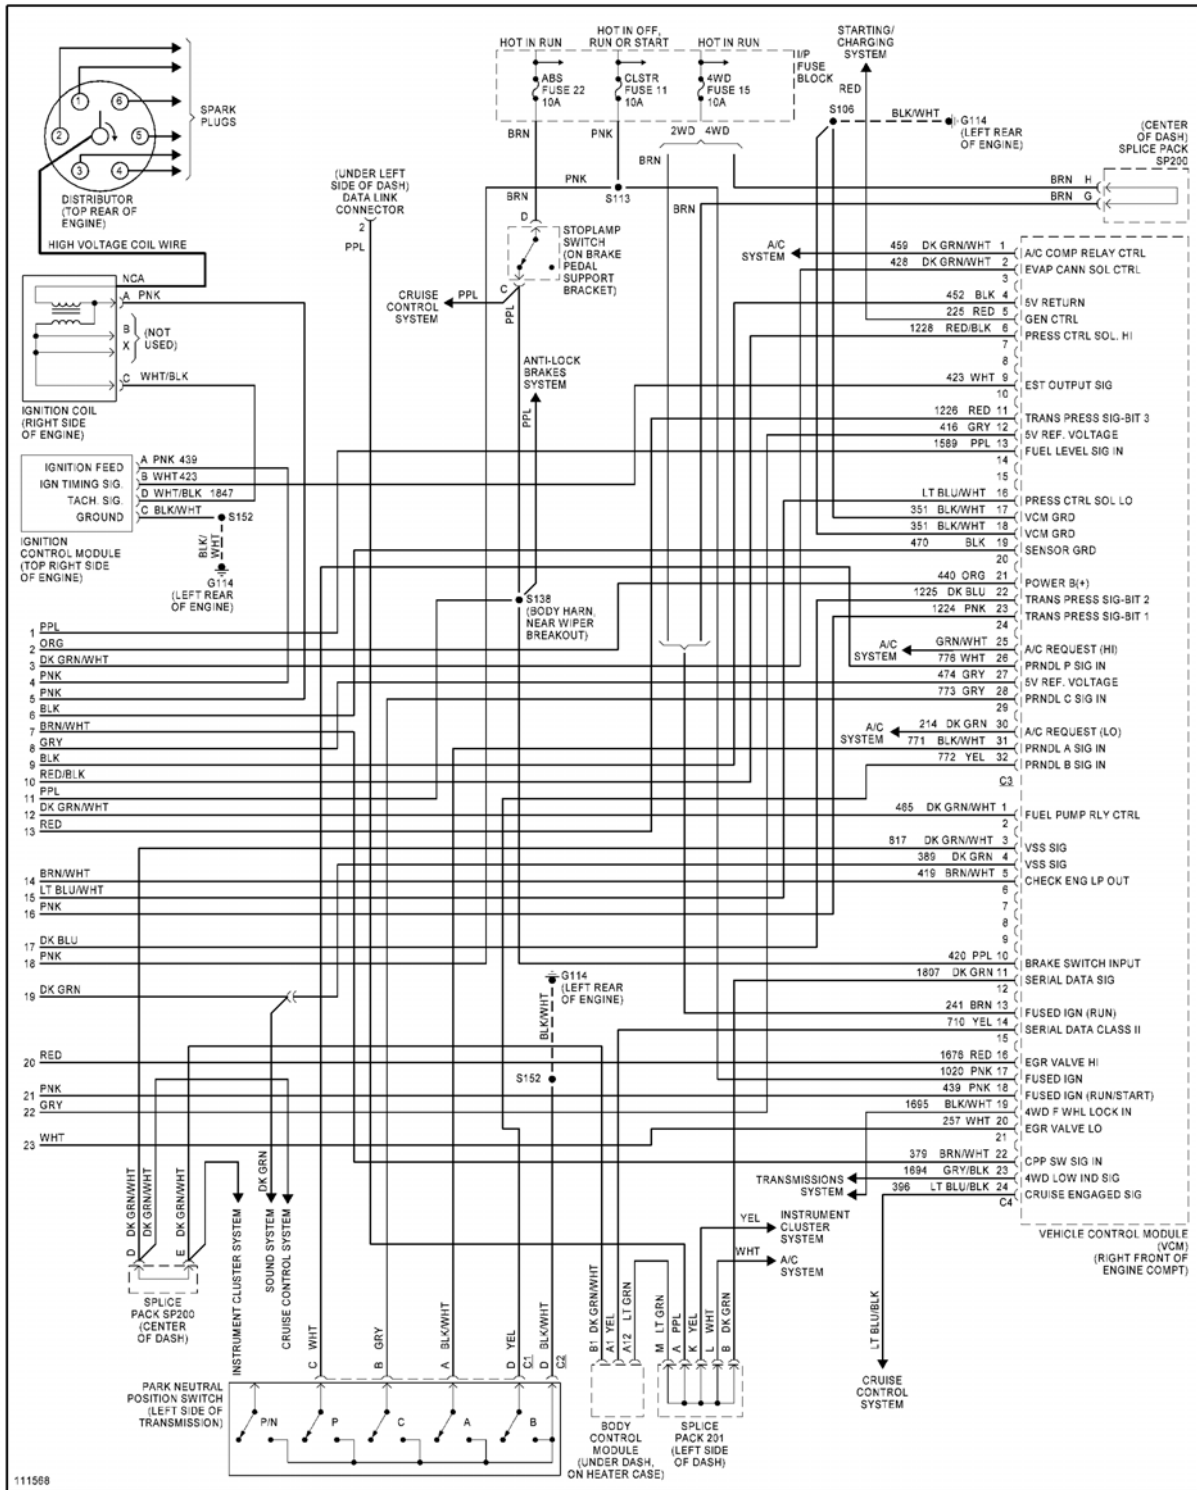 HOT IN RUN
HOT IN OFF,
RUN OR START
HOT IN RUN
ABS
FUSE 22
10A
CLSTR
FUSE 11
10A
4WD
FUSE 15
10A
I/P
FUSE
BLOCK
STARTING/
CHARGING
SYSTEM
RED
S106
BLK/WHT
G114
(LEFT REAR
OF ENGINE)
(CENTER
OF DASH)
SPLICE PACK
SP200
BRN H
BRN G
1
6
2
5
3
4
SPARK
PLUGS
DISTRIBUTOR
(TOP REAR OF
ENGINE)
HIGH VOLTAGE COIL WIRE
NCA
A PNK
B
X
(NOT
USED)
C WHT/BLK
IGNITION COIL
(RIGHT SIDE
OF ENGINE)
IGNITION FEED
IGN TIMING SIG.
TACH. SIG.
GROUND
A PNK 439
B WHT 423
D WHT/BLK 1847
C BLK/WHT
S152
BLK/
WHT
G114
(LEFT REAR
OF ENGINE)
IGNITION
CONTROL MODULE
(TOP RIGHT SIDE
OF ENGINE)
(UNDER LEFT
SIDE OF DASH)
DATA LINK
CONNECTOR
2
PPL
BRN
PNK
2WD 4WD
BRN
PNK
S113
BRN
BRN
D
STOPLAMP
SWITCH
(ON BRAKE
PEDAL
SUPPORT
BRACKET)
C
PPL
PPL
CRUISE
CONTROL
SYSTEM
ANTI-LOCK
BRAKES
SYSTEM
PPL
S138
(BODY HARN,
NEAR WIPER
BREAKOUT)
A/C
SYSTEM
459 DK GRN/WHT 1 A/C COMP RELAY CTRL
428 DK GRN/WHT 2 EVAP CANN SOL CTRL
3
452 BLK 4 5V RETURN
225 RED 5 GEN CTRL
1228 RED/BLK 6 PRESS CTRL SOL. HI
7
8
423 WHT 9 EST OUTPUT SIG
10
1226 RED 11 TRANS PRESS SIG-BIT 3
416 GRY 12 5V REF. VOLTAGE
1589 PPL 13 FUEL LEVEL SIG IN
14
15
LT BLU/WHT 16 PRESS CTRL SOL LO
351 BLK/WHT 17 VCM GRD
351 BLK/WHT 18 VCM GRD
470 BLK 19 SENSOR GRD
20
440 ORG 21 POWER B(+)
1225 DK BLU 22 TRANS PRESS SIG-BIT 2
1224 PNK 23 TRANS PRESS SIG-BIT 1
24
A/C
SYSTEM
GRN/WHT 25 A/C REQUEST (HI)
776 WHT 26 PRNDL P SIG IN
474 GRY 27 5V REF. VOLTAGE
773 GRY 28 PRNDL C SIG IN
29
A/C
SYSTEM
214 DK GRN 30 A/C REQUEST (LO)
771 BLK/WHT 31 PRNDL A SIG IN
772 YEL 32 PRNDL B SIG IN
C3
465 DK GRN/WHT 1 FUEL PUMP RLY CTRL
2
817 DK GRN/WHT 3 VSS SIG
389 DK GRN 4 VSS SIG
419 BRN/WHT 5 CHECK ENG LP OUT
6
7
8
9
420 PPL 10 BRAKE SWITCH INPUT
1807 DK GRN 11 SERIAL DATA SIG
12
241 BRN 13 FUSED IGN (RUN)
710 YEL 14 SERIAL DATA CLASS II
15
1676 RED 16 EGR VALVE HI
1020 PNK 17 FUSED IGN
439 PNK 18 FUSED IGN (RUN/START)
1695 BLK/WHT 19 4WD F WHL LOCK IN
257 WHT 20 EGR VALVE LO
21
379 BRN/WHT 22 CPP SW SIG IN
1694 GRY/BLK 23 4WD LOW IND SIG
396 LT BLU/BLK 24 CRUISE ENGAGED SIG
C4
TRANSMISSIONS
SYSTEM
VEHICLE CONTROL MODULE
(VCM)
(RIGHT FRONT OF
ENGINE COMPT)
1 PPL
2 ORG
3 DK GRN/WHT
4 PNK
5 PNK
6 BLK
7 BRN/WHT
8 GRY
9 BLK
10 RED/BLK
11 PPL
12 DK GRN/WHT
13 RED
14 BRN/WHT
15 LT BLU/WHT
16 PNK
17 DK BLU
18 PNK
19 DK GRN
20 RED
21 PNK
22 GRY
23 WHT
G114
(LEFT REAR
OF ENGINE)
BLK/WHT
S152
D DK GRN/WHT
DK GRN/WHT
E DK GRN/WHT
SPLICE
PACK SP200
(CENTER
OF DASH)
INSTRUMENT CLUSTER SYSTEM
DK GRN
SOUND SYSTEM
CRUISE CONTROL SYSTEM
C WHT
B GRY
A BLK/WHT
D YEL
C1
D BLK/WHT
C2
PARK NEUTRAL
POSITION SWITCH
(LEFT SIDE OF
TRANSMISSION)
P/N
P
C
A
B
B1 DK GRN/WHT
A1 YEL
A12 LT GRN
BODY
CONTROL
MODULE
(UNDER DASH,
ON HEATER CASE)
M LT GRN
A PPL
K YEL
L WHT
B DK GRN
SPLICE
PACK 201
(LEFT SIDE
OF DASH)
YEL
INSTRUMENT
CLUSTER
SYSTEM
WHT
A/C
SYSTEM
LT BLU/BLK
CRUISE
CONTROL
SYSTEM
111568